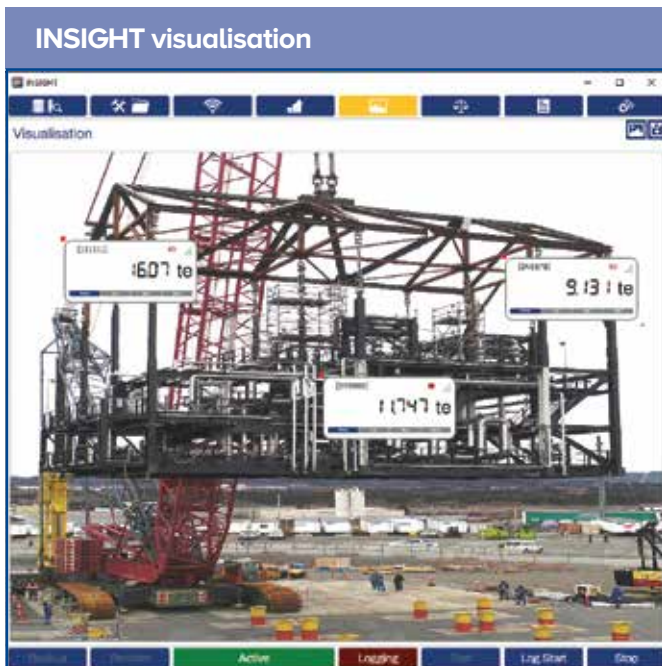 INSIGHT visualisation
INSIGHT
Visualisation
16.07 te
9.131 te
11.747 te
Active
Logging
Log Start
Stop